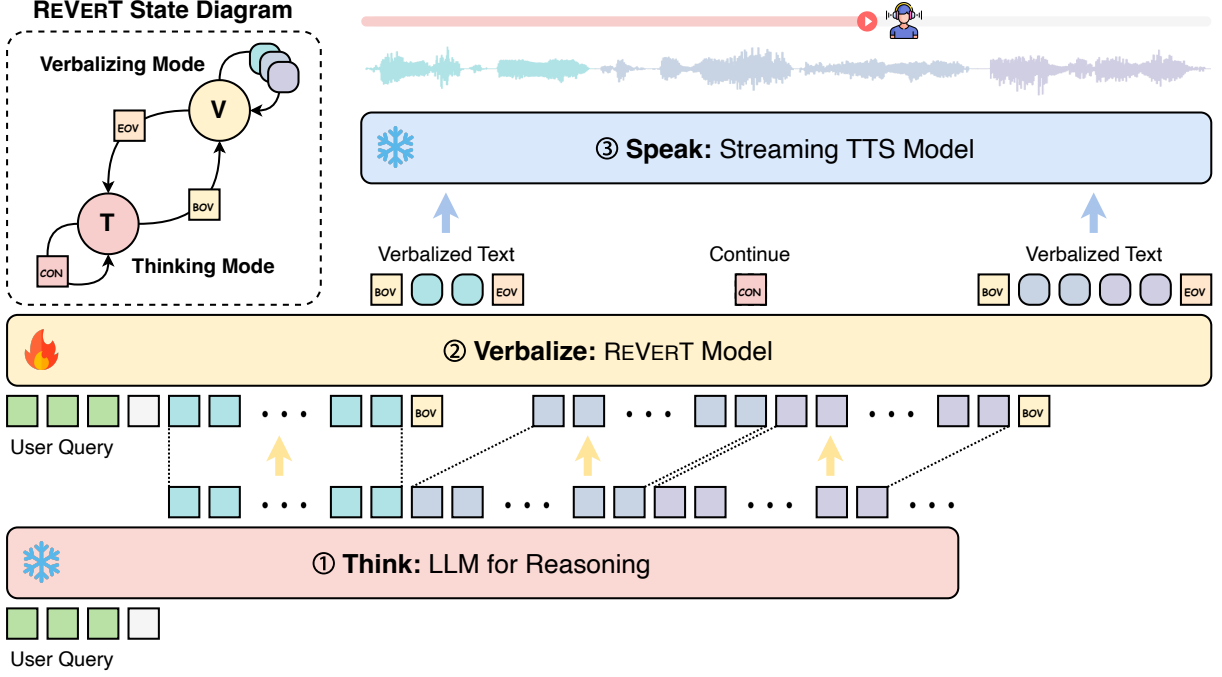 REVERT State Diagram
Verbalizing Mode
V
EOV
BOV
T
CON
Thinking Mode
③ Speak: Streaming TTS Model
Verbalized Text
Continue
Verbalized Text
BOV
EOV
CON
BOV
EOV
② Verbalize: REVERT Model
BOV
BOV
User Query
① Think: LLM for Reasoning
User Query